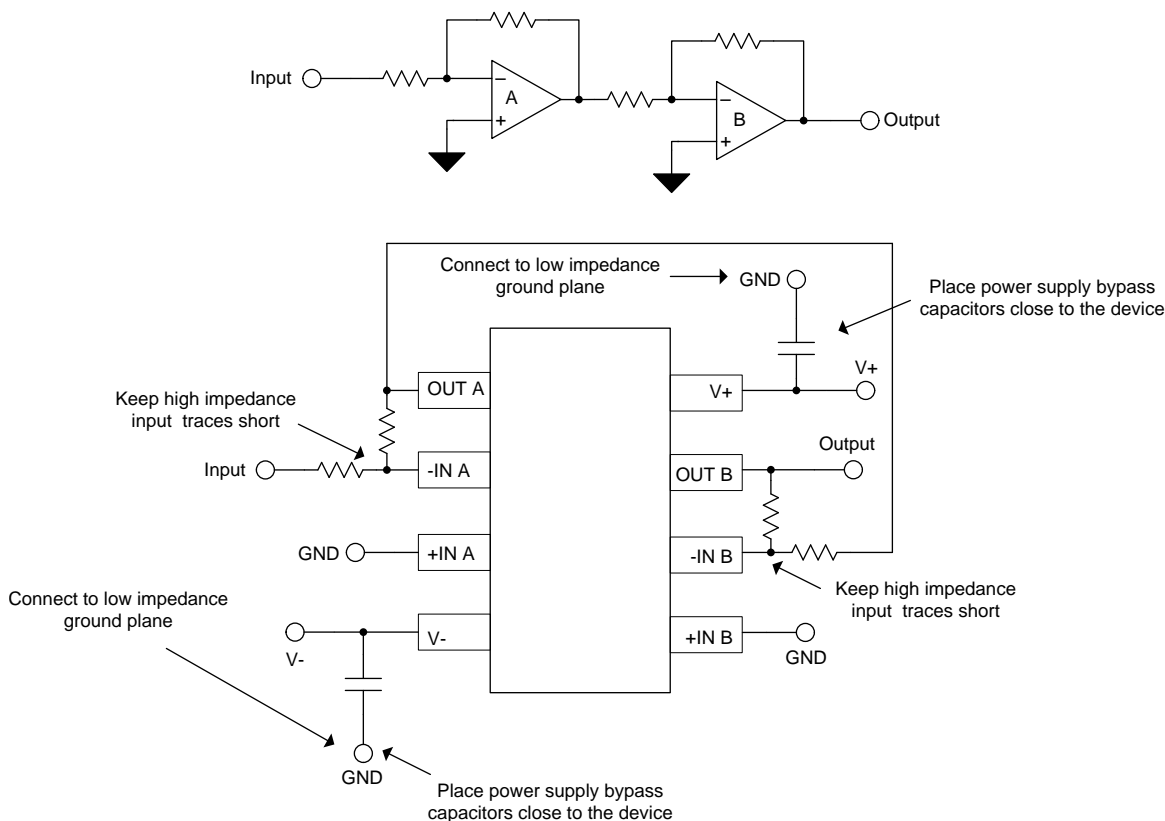 Input
−
A
+
−
B
+
Output
Connect to low impedance
ground plane
GND
Place power supply bypass
capacitors close to the device
V+
OUT A
V+
Keep high impedance
input traces short
Output
Input
-IN A
OUT B
GND
+IN A
-IN B
Keep high impedance
input traces short
Connect to low impedance
ground plane
V-
V-
+IN B
GND
GND
Place power supply bypass
capacitors close to the device